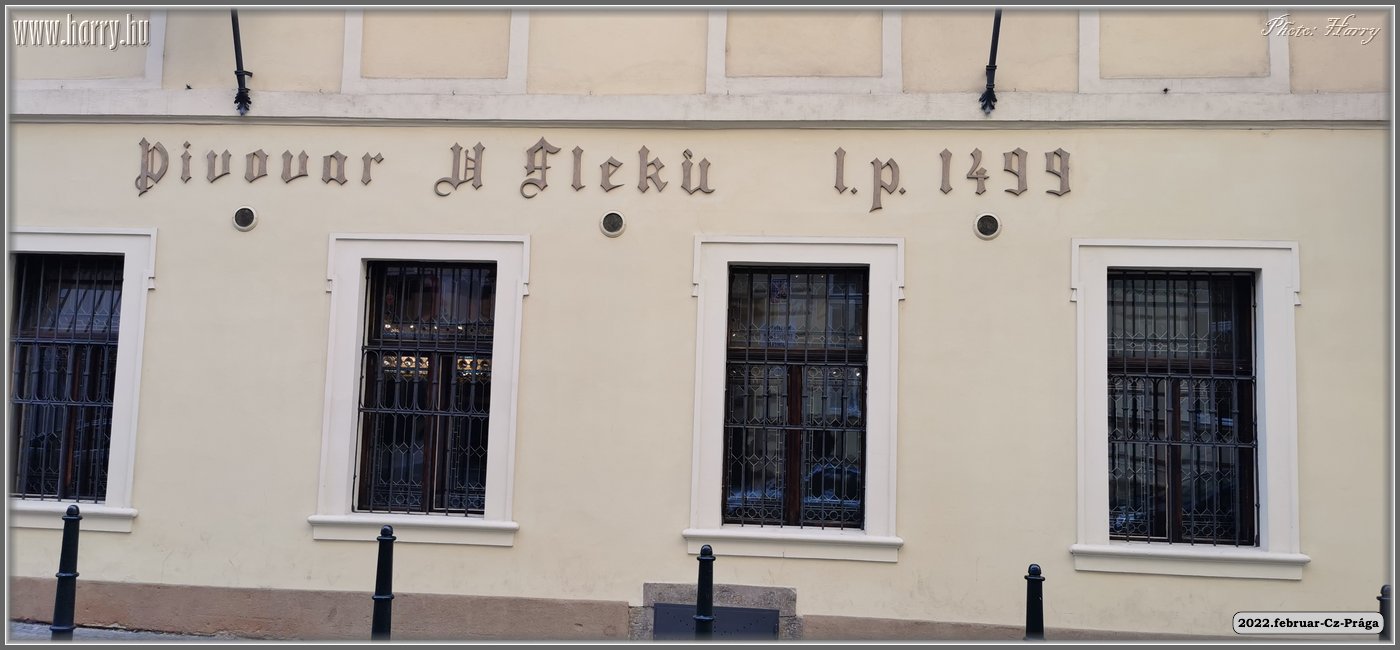 www.harry.hu
Photo: Harry
Pivovar U Fleků l.p. 1499
2022.februar-Cz-Prága